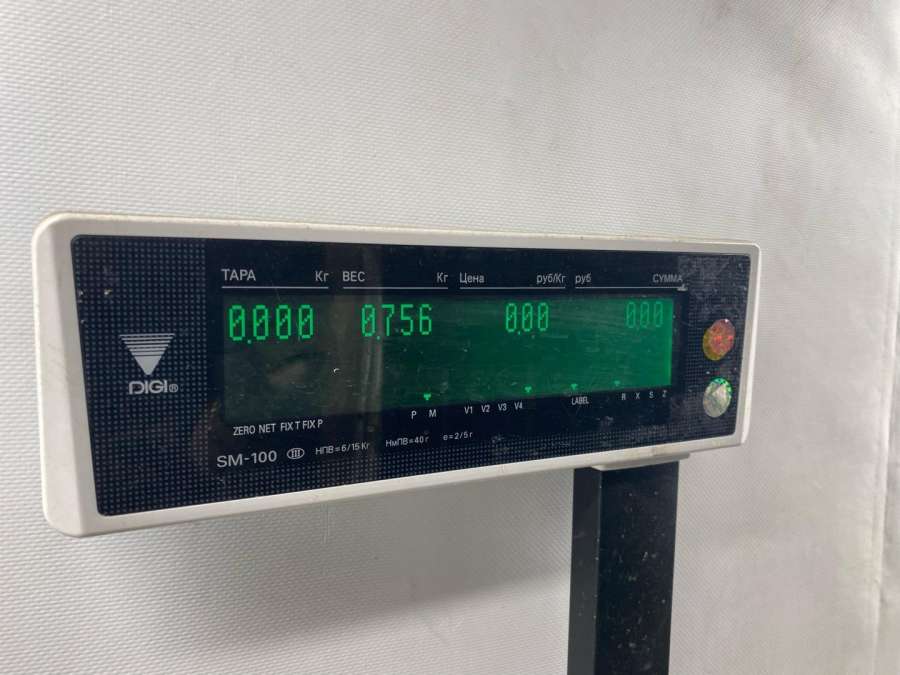 ТАРА Кг ВЕС Кг Цена руб/Кг руб СУММА
0.000 0.756 0.00 0.00
DIGI®
P M V1 V2 V3 V4 LABEL R X S Z
ZERO NET FIX T FIX P
SM-100 III НПВ=6/15 Кг НмПВ=40 г e=2/5 г